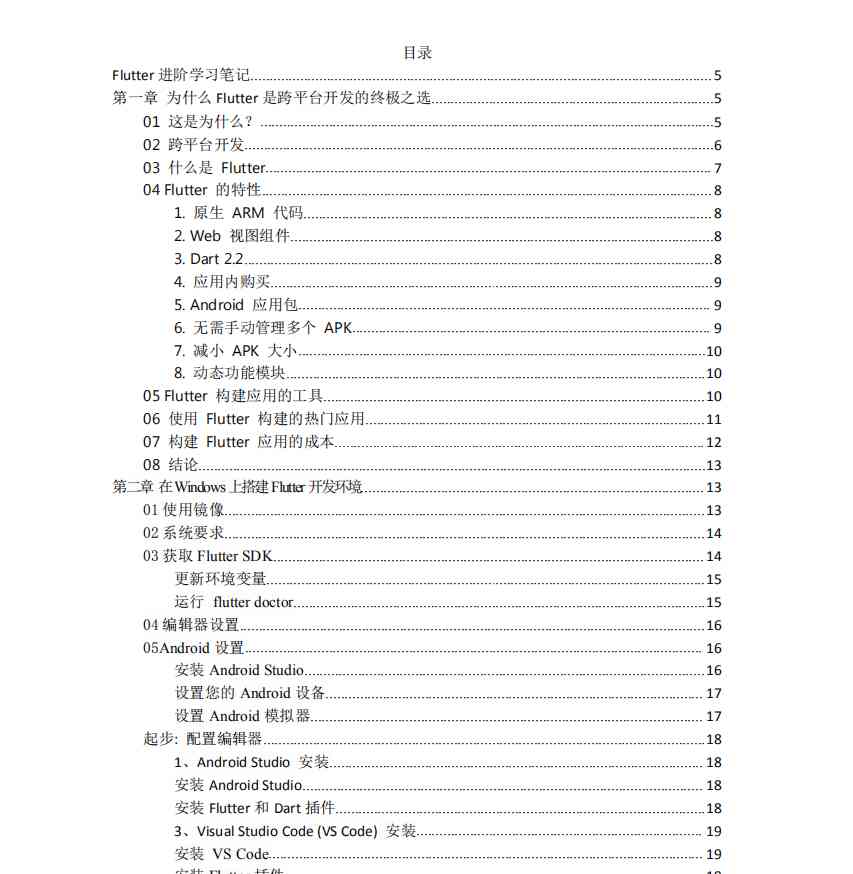 目录
Flutter 进阶学习笔记 5
第一章 为什么 Flutter 是跨平台开发的终极之选 5
01 这是为什么？ 5
02 跨平台开发 6
03 什么是 Flutter 7
04 Flutter 的特性 8
1. 原生 ARM 代码 8
2. Web 视图组件 8
3. Dart 2.2 8
4. 应用内购买 9
5. Android 应用包 9
6. 无需手动管理多个 APK 9
7. 减小 APK 大小 10
8. 动态功能模块 10
05 Flutter 构建应用的工具 10
06 使用 Flutter 构建的热门应用 11
07 构建 Flutter 应用的成本 12
08 结论 13
第二章 在 Windows 上搭建 Flutter 开发环境 13
01 使用镜像 13
02 系统要求 14
03 获取 Flutter SDK 14
更新环境变量 15
运行 flutter doctor 15
04 编辑器设置 16
05Android 设置 16
安装 Android Studio 16
设置您的 Android 设备 17
设置 Android 模拟器 17
起步: 配置编辑器 18
1、Android Studio 安装 18
安装 Android Studio 18
安装 Flutter 和 Dart 插件 18
3、Visual Studio Code (VS Code) 安装 19
安装 VS Code 19